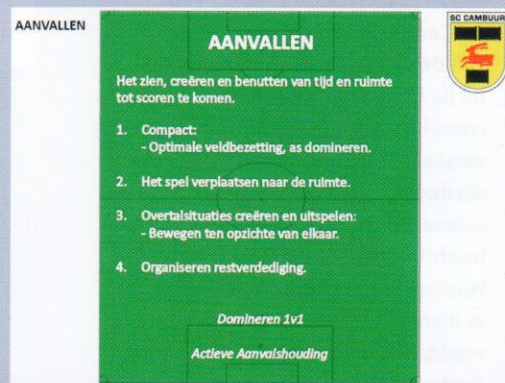 AANVALLEN
SC CAMBUUR
AANVALLEN
Het zien, creëren en benutten van tijd en ruimte
tot scoren te komen.
1. Compact:
- Optimale veldbezetting, as domineren.
2. Het spel verplaatsen naar de ruimte.
3. Overtalsituaties creëren en uitspelen:
- Bewegen ten opzichte van elkaar.
4. Organiseren restverdediging.
Domineren 1v1
Actieve Aanvalshouding